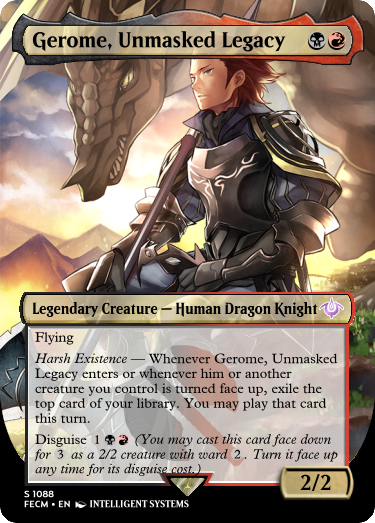 Gerome, Unmasked Legacy
Legendary Creature — Human Dragon Knight
Flying
Harsh Existence — Whenever Gerome, Unmasked
Legacy enters or whenever him or another
creature you control is turned face up, exile the
top card of your library. You may play that card
this turn.
Disguise 1 (You may cast this card face down
for 3 as a 2/2 creature with ward 2. Turn it face up
any time for its disguise cost.)
2/2
S 1088
FECM • EN INTELLIGENT SYSTEMS